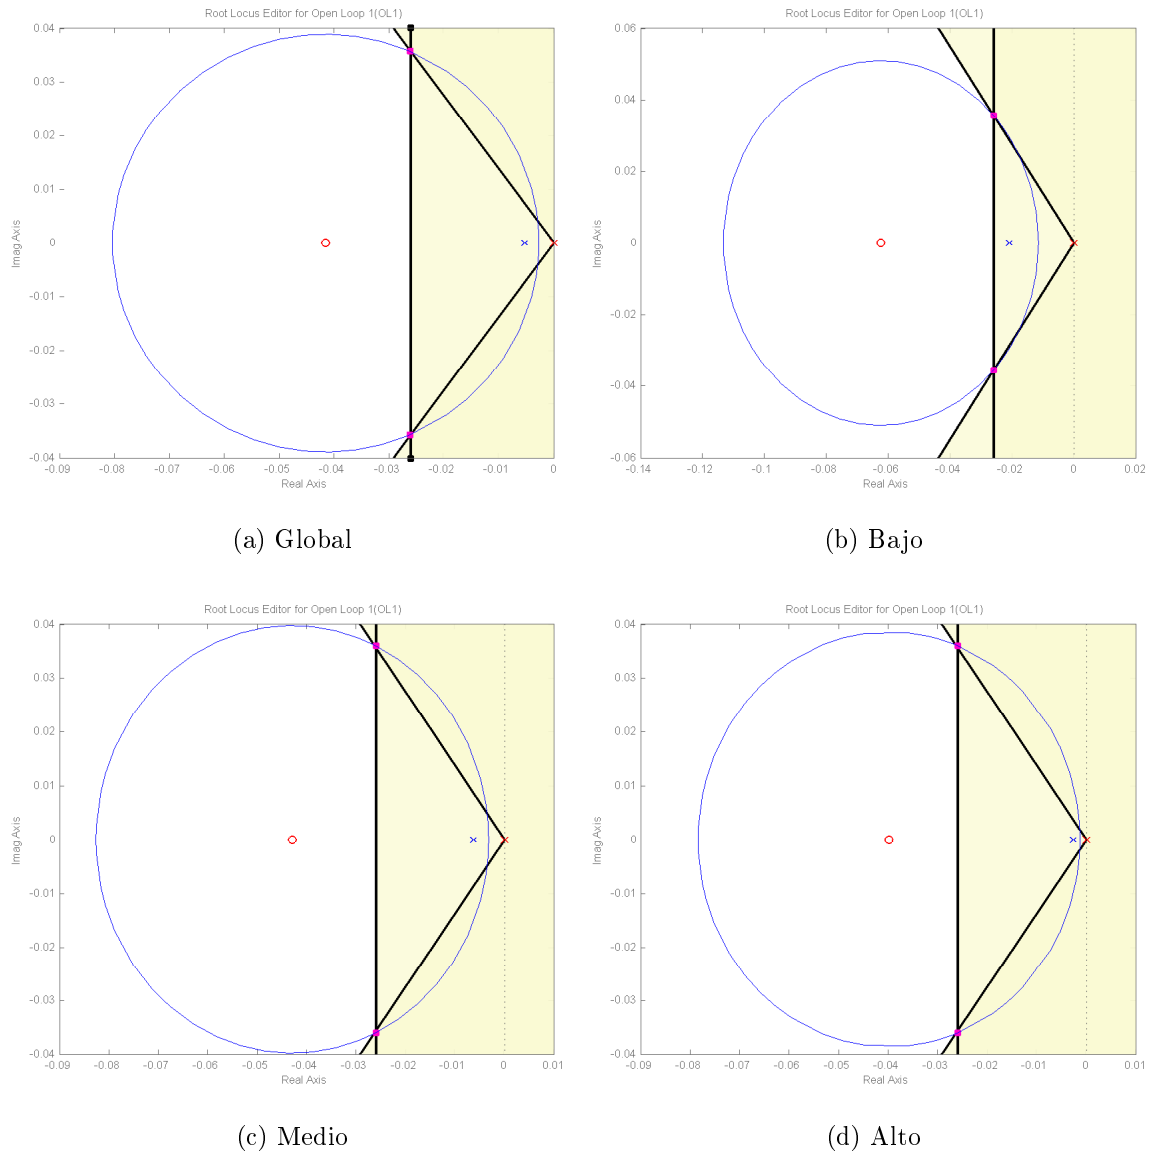 Root Locus Editor for Open Loop 1(OL1)
0.04
0.03
0.02
0.01
0
-0.01
-0.02
-0.03
-0.04
Imag Axis
-0.09 -0.08 -0.07 -0.06 -0.05 -0.04 -0.03 -0.02 -0.01 0
Real Axis
(a) Global
Root Locus Editor for Open Loop 1(OL1)
0.06
0.04
0.02
0
-0.02
-0.04
-0.06
Imag Axis
-0.14 -0.12 -0.1 -0.08 -0.06 -0.04 -0.02 0 0.02
Real Axis
(b) Bajo
Root Locus Editor for Open Loop 1(OL1)
0.04
0.03
0.02
0.01
0
-0.01
-0.02
-0.03
-0.04
Imag Axis
-0.09 -0.08 -0.07 -0.06 -0.05 -0.04 -0.03 -0.02 -0.01 0 0.01
Real Axis
(c) Medio
Root Locus Editor for Open Loop 1(OL1)
0.04
0.03
0.02
0.01
0
-0.01
-0.02
-0.03
-0.04
Imag Axis
-0.09 -0.08 -0.07 -0.06 -0.05 -0.04 -0.03 -0.02 -0.01 0 0.01
Real Axis
(d) Alto